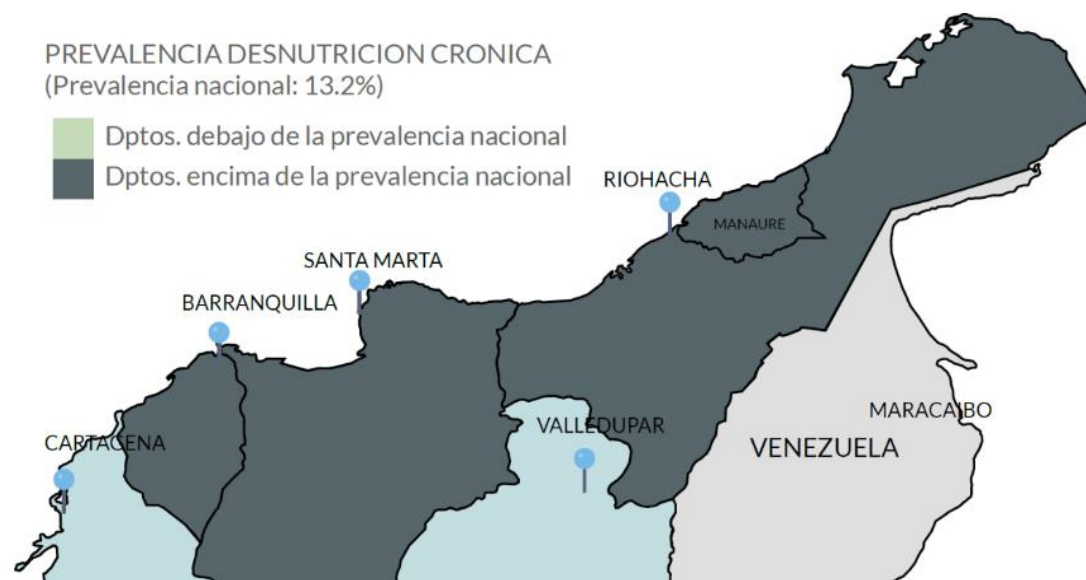 PREVALENCIA DESNUTRICION CRONICA
(Prevalencia nacional: 13.2%)
Dptos. debajo de la prevalencia nacional
Dptos. encima de la prevalencia nacional
RIOHACHA
MANAURE
SANTA MARTA
BARRANQUILLA
MARACAIBO
VALLEDUPAR
CARTAGENA
VENEZUELA